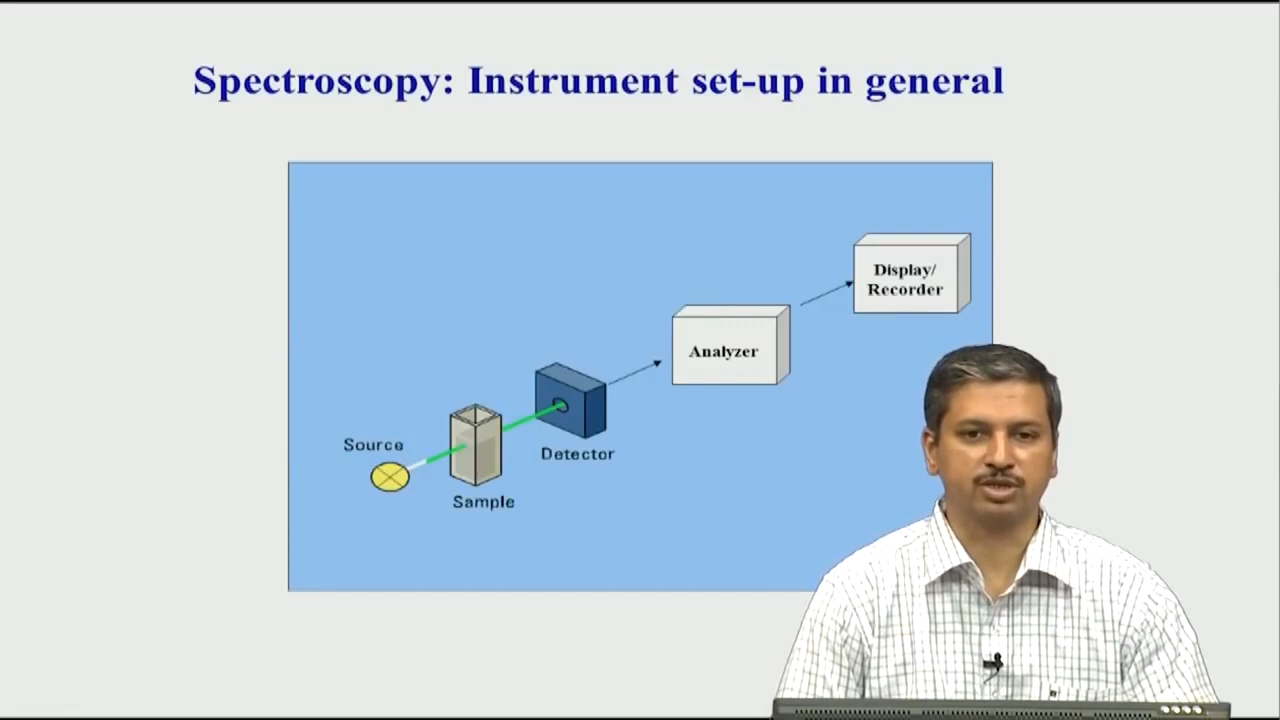 Spectroscopy: Instrument set-up in general
Display/
Recorder
Analyzer
Source
Detector
Sample